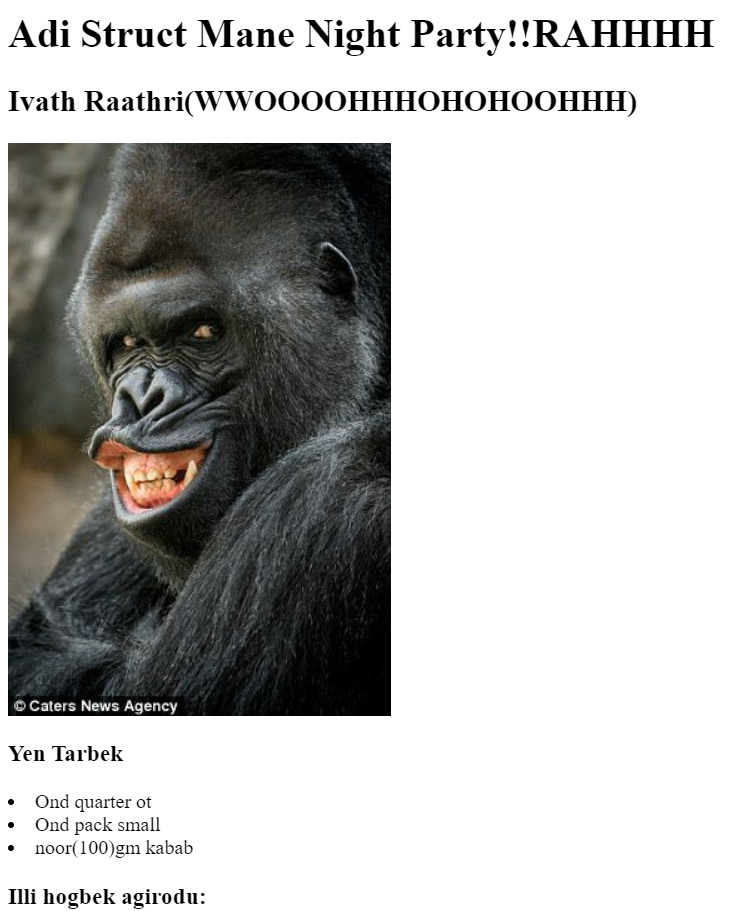 Adi Struct Mane Night Party!!RAHHHH
Ivath Raathri(WWOOOOHHHOHOHOOHHH)
© Caters News Agency
Yen Tarbek
• Ond quarter ot
• Ond pack small
• noor(100)gm kabab
Illi hogbek agirodu: